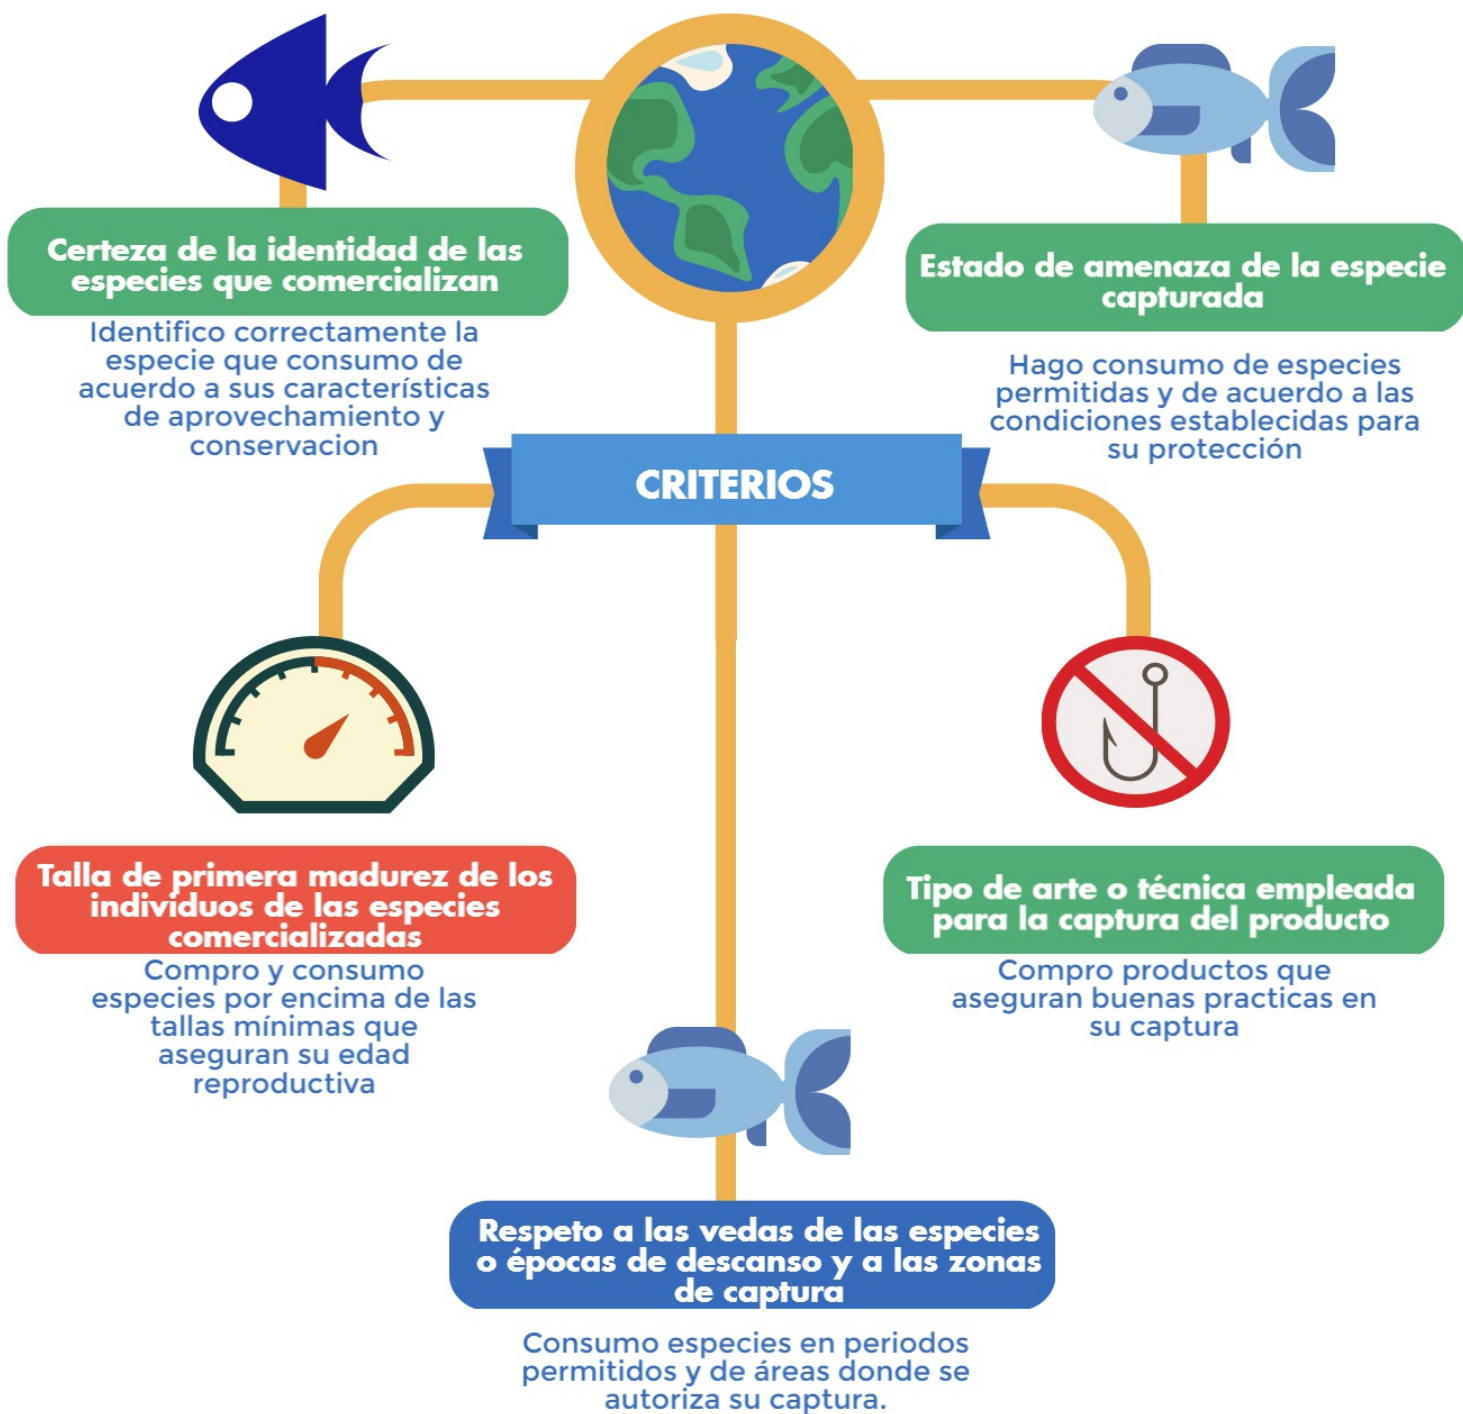 Certeza de la identidad de las
especies que comercializan
Identifico correctamente la
especie que consumo de
acuerdo a sus características
de aprovechamiento y
conservacion
Estado de amenaza de la especie
capturada
Hago consumo de especies
permitidas y de acuerdo a las
condiciones establecidas para
su protección
CRITERIOS
Talla de primera madurez de los
individuos de las especies
comercializadas
Compro y consumo
especies por encima de las
tallas mínimas que
aseguran su edad
reproductiva
Tipo de arte o técnica empleada
para la captura del producto
Compro productos que
aseguran buenas practicas en
su captura
Respeto a las vedas de las especies
o épocas de descanso y a las zonas
de captura
Consumo especies en periodos
permitidos y de áreas donde se
autoriza su captura.